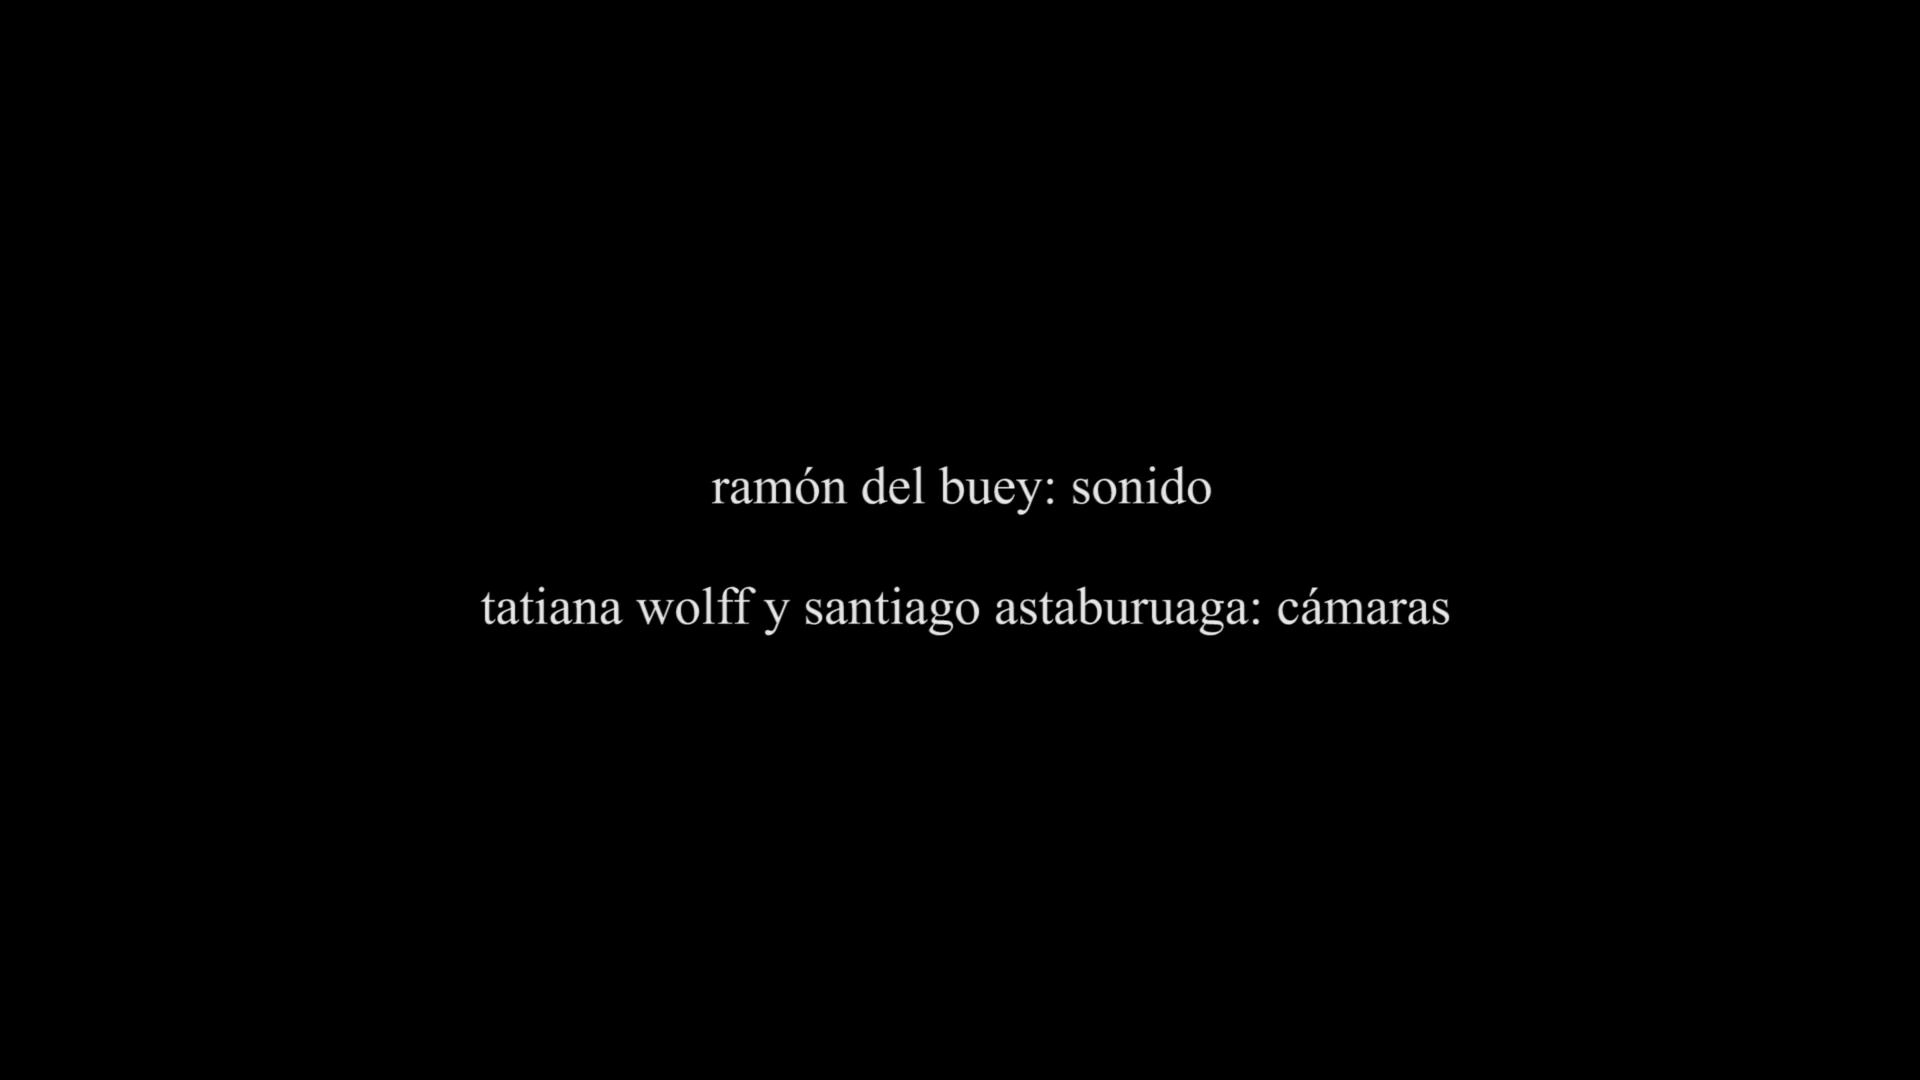 ramón del buey: sonido
tatiana wolff y santiago astaburuaga: cámaras